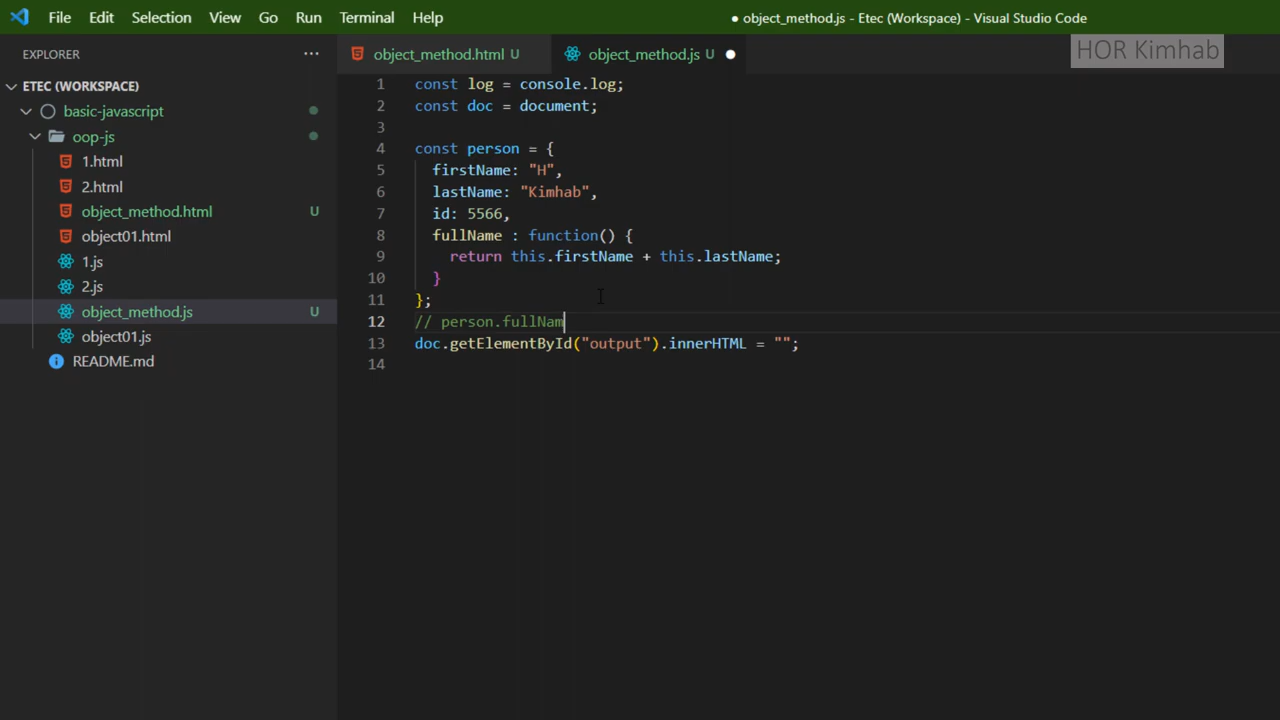 File Edit Selection View Go Run Terminal Help ● object_method.js - Etec (Workspace) - Visual Studio Code
HOR Kimhab
EXPLORER ···
object_method.html U object_method.js U
ETEC (WORKSPACE)
basic-javascript
oop-js
1.html
2.html
object_method.html U
object01.html
1.js
2.js
object_method.js U
object01.js
README.md
1 const log = console.log;
2 const doc = document;
3
4 const person = {
5 firstName: "H",
6 lastName: "Kimhab",
7 id: 5566,
8 fullName : function() {
9 return this.firstName + this.lastName;
10 }
11 };
12 // person.fullNam
13 doc.getElementById("output").innerHTML = "";
14